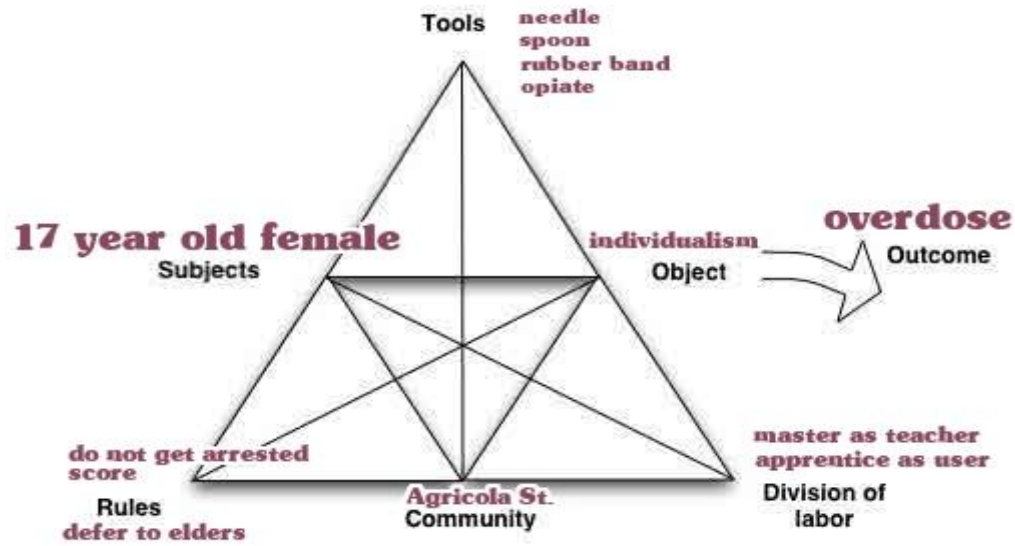 Tools
needle
spoon
rubber band
opiate
17 year old female
Subjects
individualism
Object
overdose
Outcome
do not get arrested
score
Rules
defer to elders
Agricola St.
Community
master as teacher
apprentice as user
Division of
labor